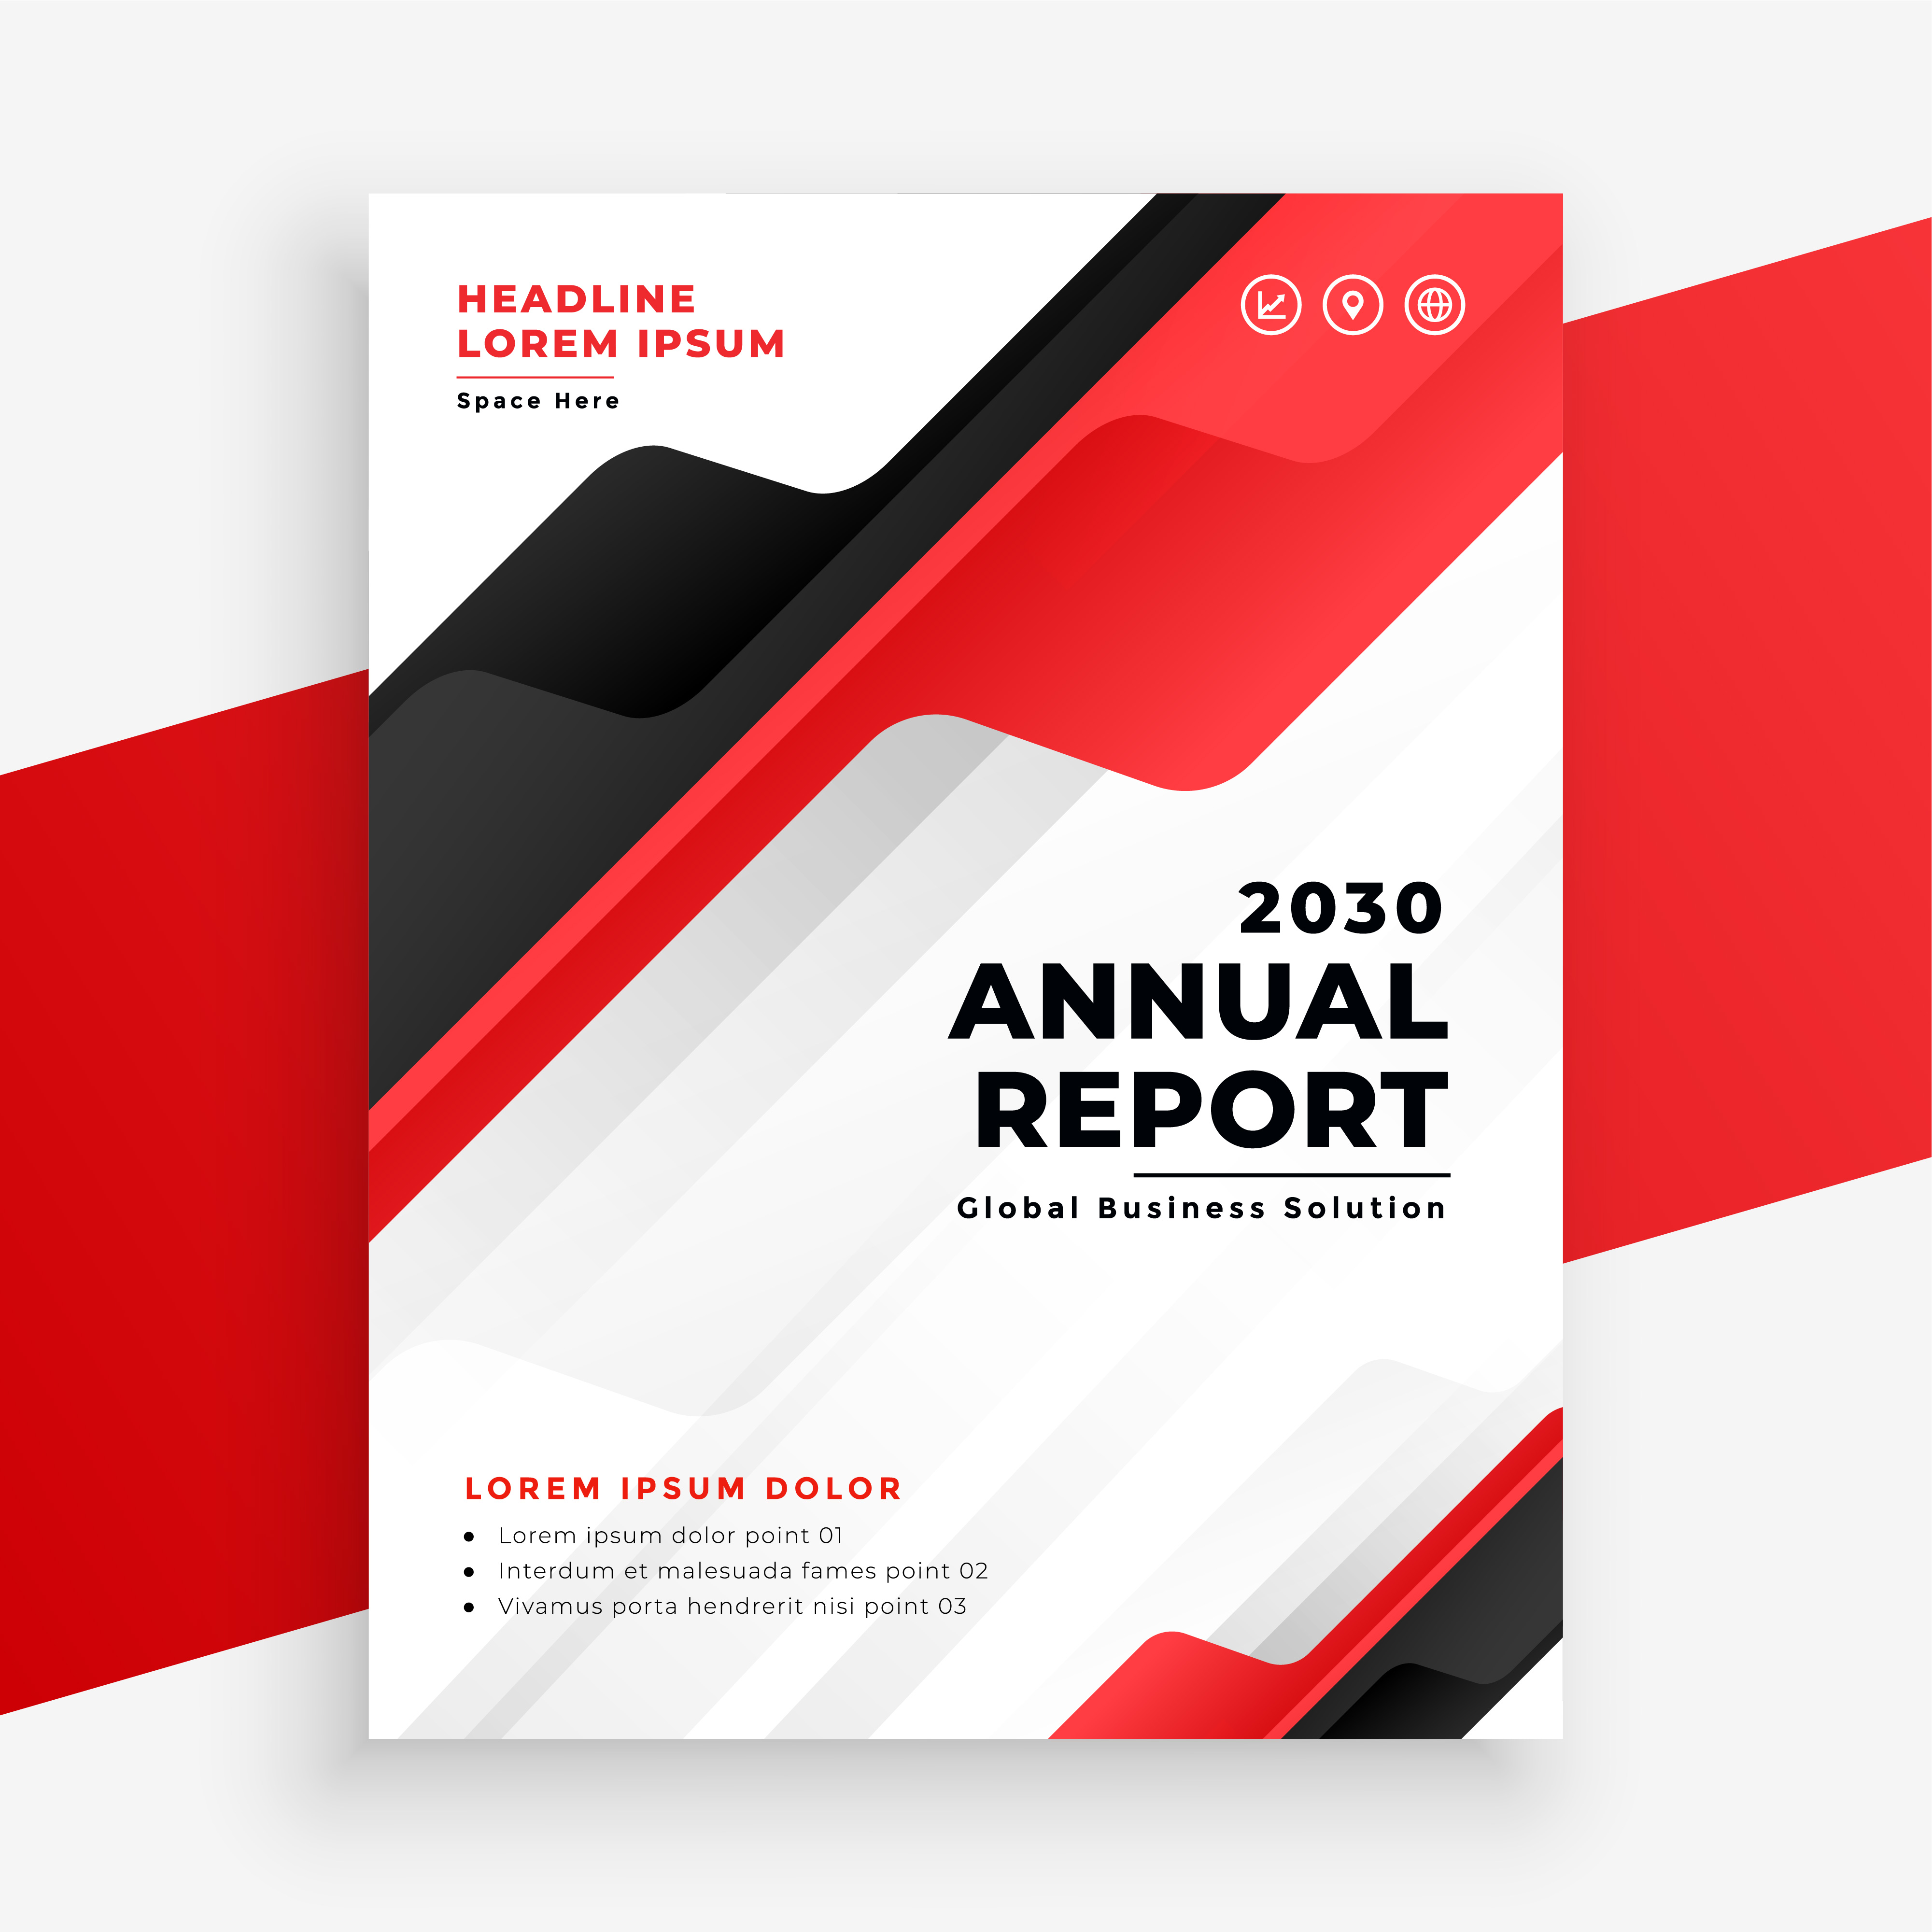 HEADLINE
LOREM IPSUM
Space Here
2030
ANNUAL
REPORT
Global Business Solution
LOREM IPSUM DOLOR
• Lorem ipsum dolor point 01
• Interdum et malesuada fames point 02
• Vivamus porta hendrerit nisi point 03